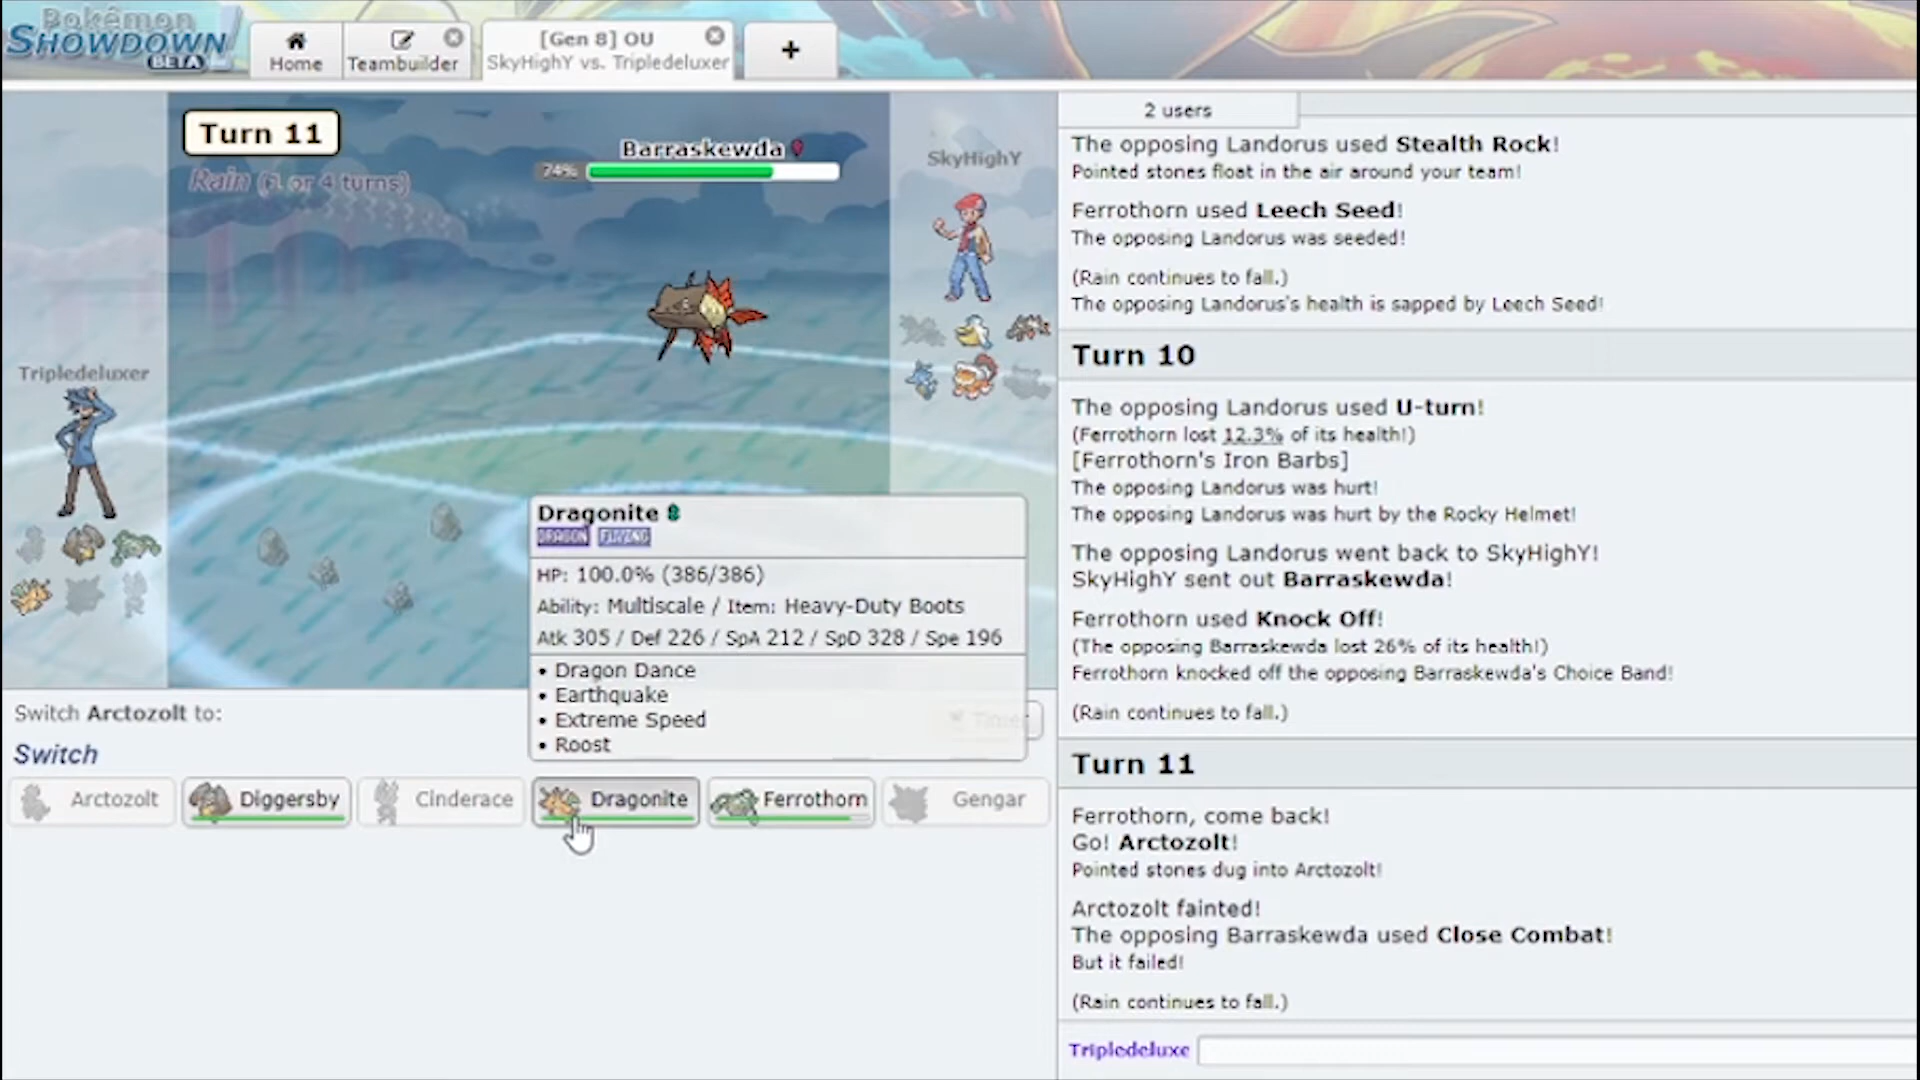 Pokémon
SHOWDOWN
BETA
Home
Teambuilder
[Gen 8] OU
SkyHighY vs. Tripledeluxer
+
Turn 11
Rain (1 or 4 turns)
Barraskewda
74%
SkyHighY
Tripledeluxer
Dragonite
DRAGON FLYING
HP: 100.0% (386/386)
Ability: Multiscale / Item: Heavy-Duty Boots
Atk 305 / Def 226 / SpA 212 / SpD 328 / Spe 196
• Dragon Dance
• Earthquake
• Extreme Speed
• Roost
Timer
Switch Arctozolt to:
Switch
Arctozolt
Diggersby
Cinderace
Dragonite
Ferrothorn
Gengar
2 users
The opposing Landorus used Stealth Rock!
Pointed stones float in the air around your team!
Ferrothorn used Leech Seed!
The opposing Landorus was seeded!
(Rain continues to fall.)
The opposing Landorus's health is sapped by Leech Seed!
Turn 10
The opposing Landorus used U-turn!
(Ferrothorn lost 12.3% of its health!)
[Ferrothorn's Iron Barbs]
The opposing Landorus was hurt!
The opposing Landorus was hurt by the Rocky Helmet!
The opposing Landorus went back to SkyHighY!
SkyHighY sent out Barraskewda!
Ferrothorn used Knock Off!
(The opposing Barraskewda lost 26% of its health!)
Ferrothorn knocked off the opposing Barraskewda's Choice Band!
(Rain continues to fall.)
Turn 11
Ferrothorn, come back!
Go! Arctozolt!
Pointed stones dug into Arctozolt!
Arctozolt fainted!
The opposing Barraskewda used Close Combat!
But it failed!
(Rain continues to fall.)
Tripledeluxe